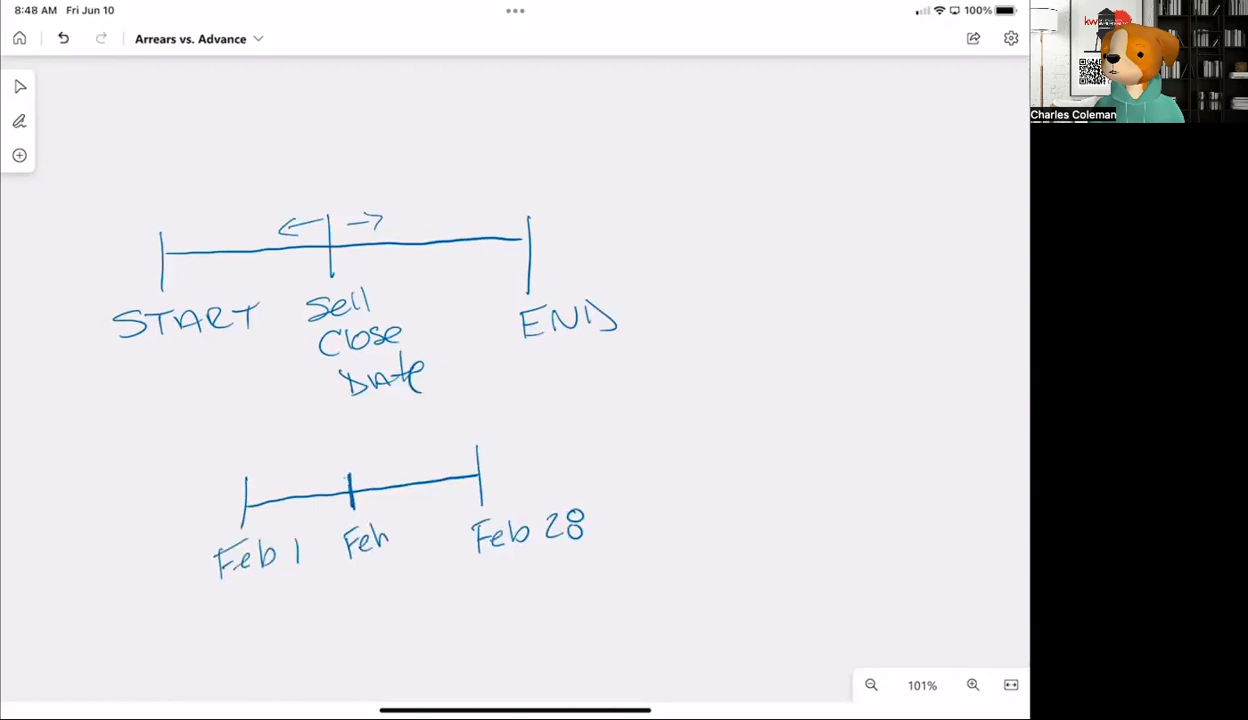 8:48 AM Fri Jun 10
100%
Arrears vs. Advance
kw
Charles Coleman
START
Sell
Close
Date
END
Feb 1
Feb
Feb 28
101%